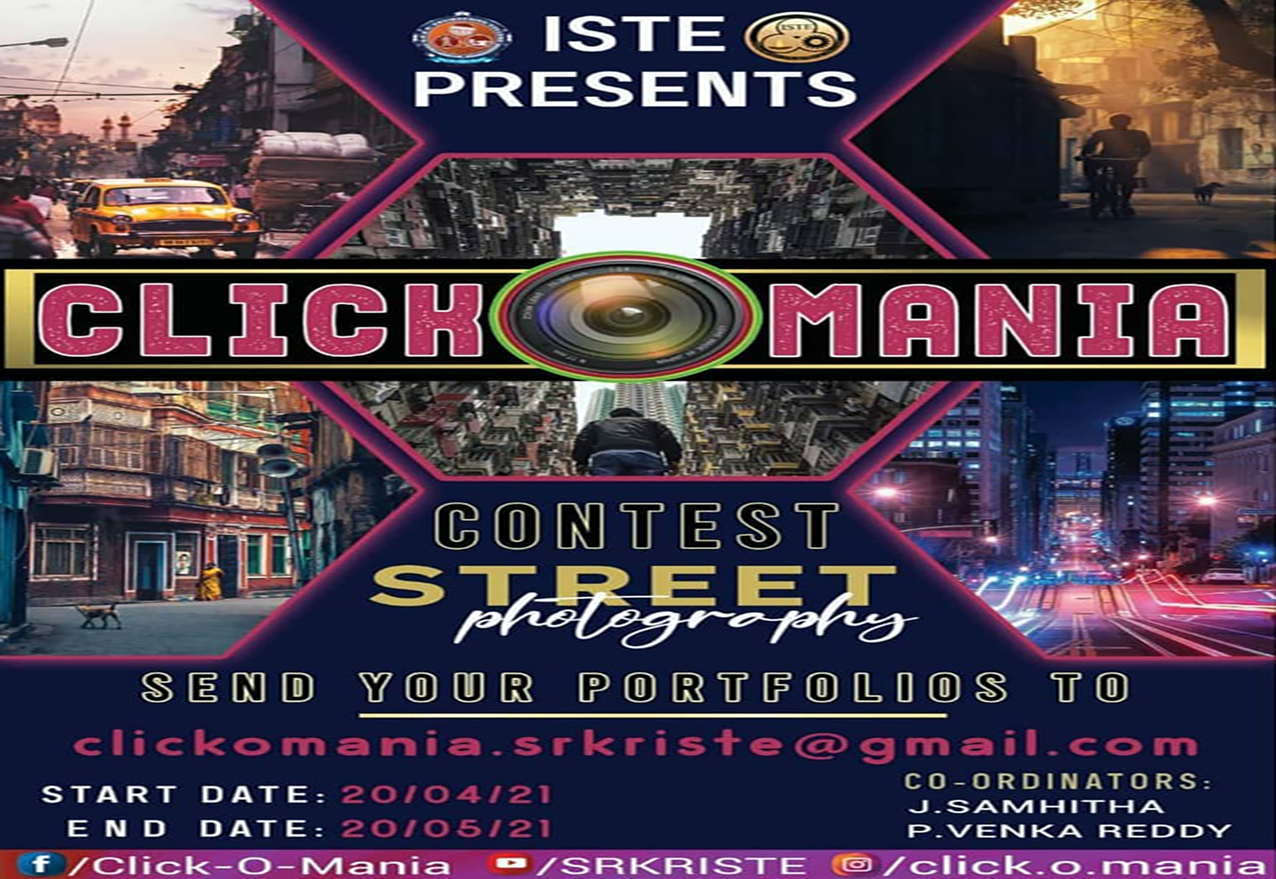 ISTE
PRESENTS
CLICK MANIA
CONTEST
STREET
photography
SEND YOUR PORTFOLIOS TO
clickomania.srkriste@gmail.com
START DATE: 20/04/21
END DATE: 20/05/21
CO-ORDINATORS:
J.SAMHITHA
P.VENKA REDDY
/Click-O-Mania /SRKRISTE /click.o.mania